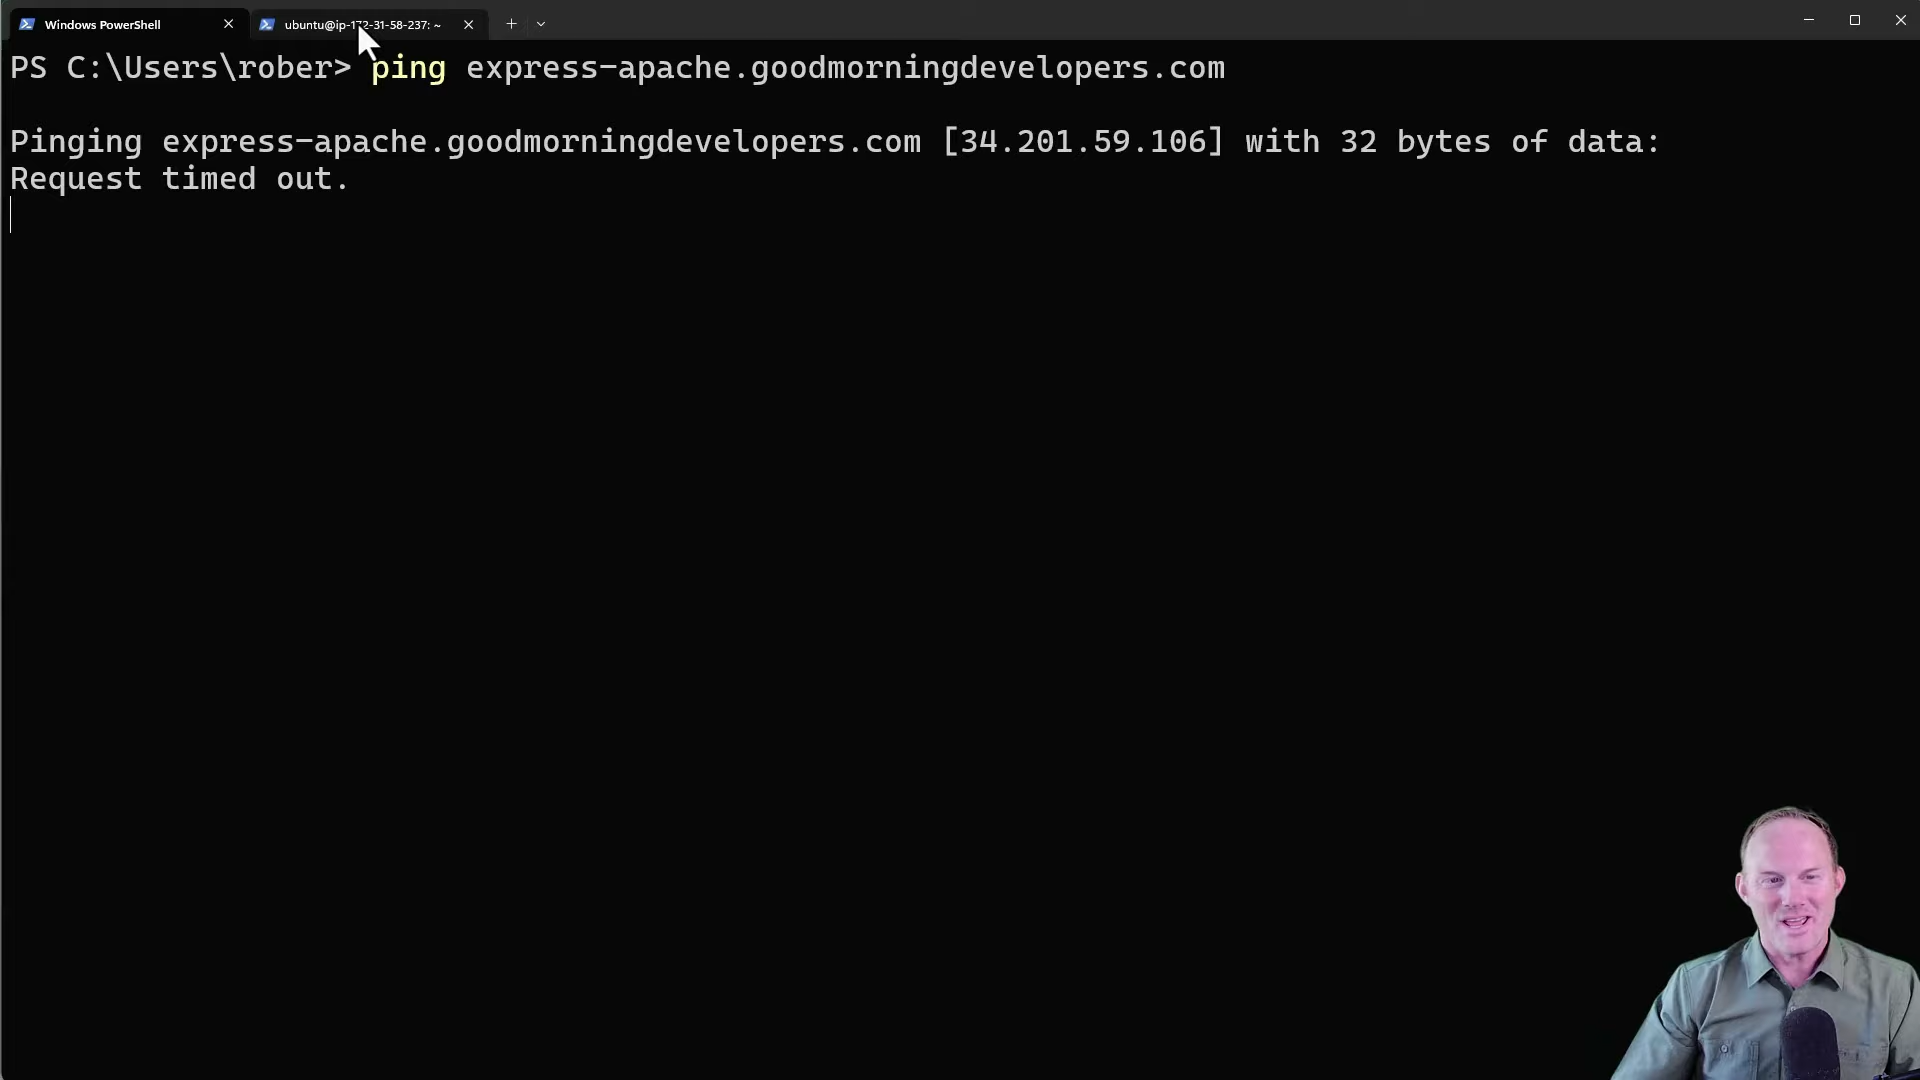 Windows PowerShell
ubuntu@ip-172-31-58-237: ~
PS C:\Users\rober> ping express-apache.goodmorningdevelopers.com
Pinging express-apache.goodmorningdevelopers.com [34.201.59.106] with 32 bytes of data:
Request timed out.